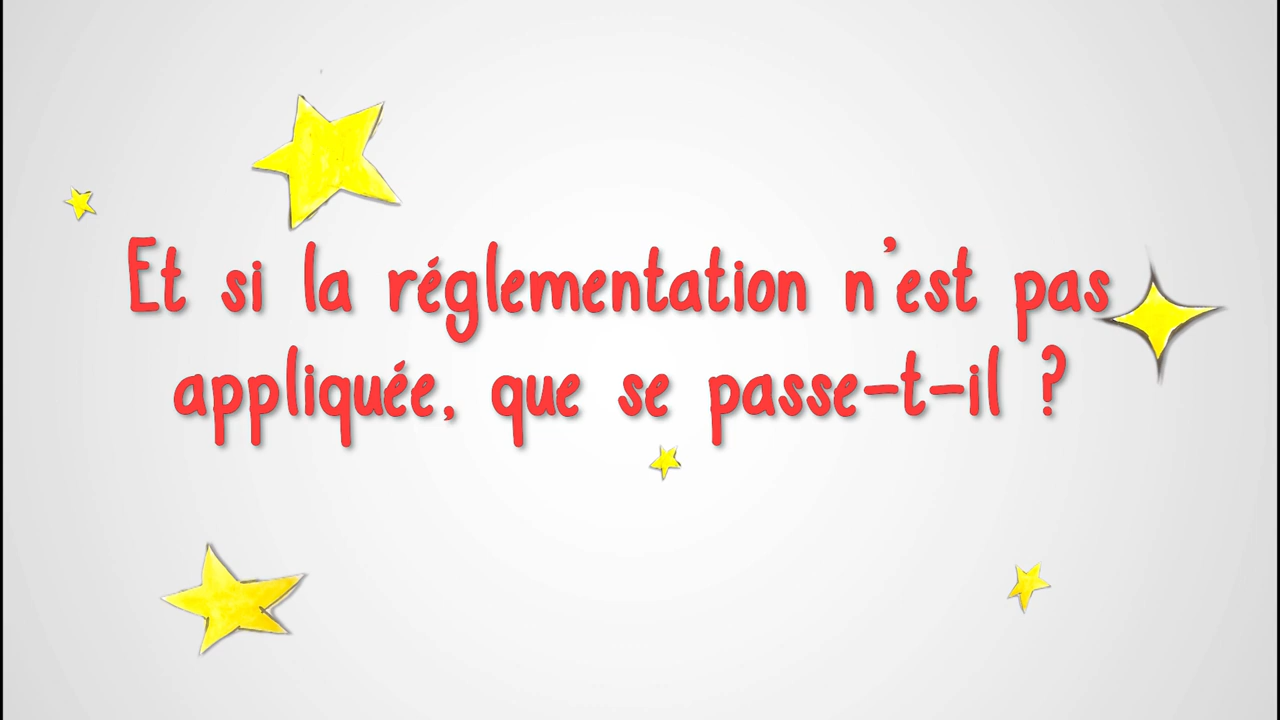 Et si la réglementation n'est pas
appliquée, que se passe-t-il ?